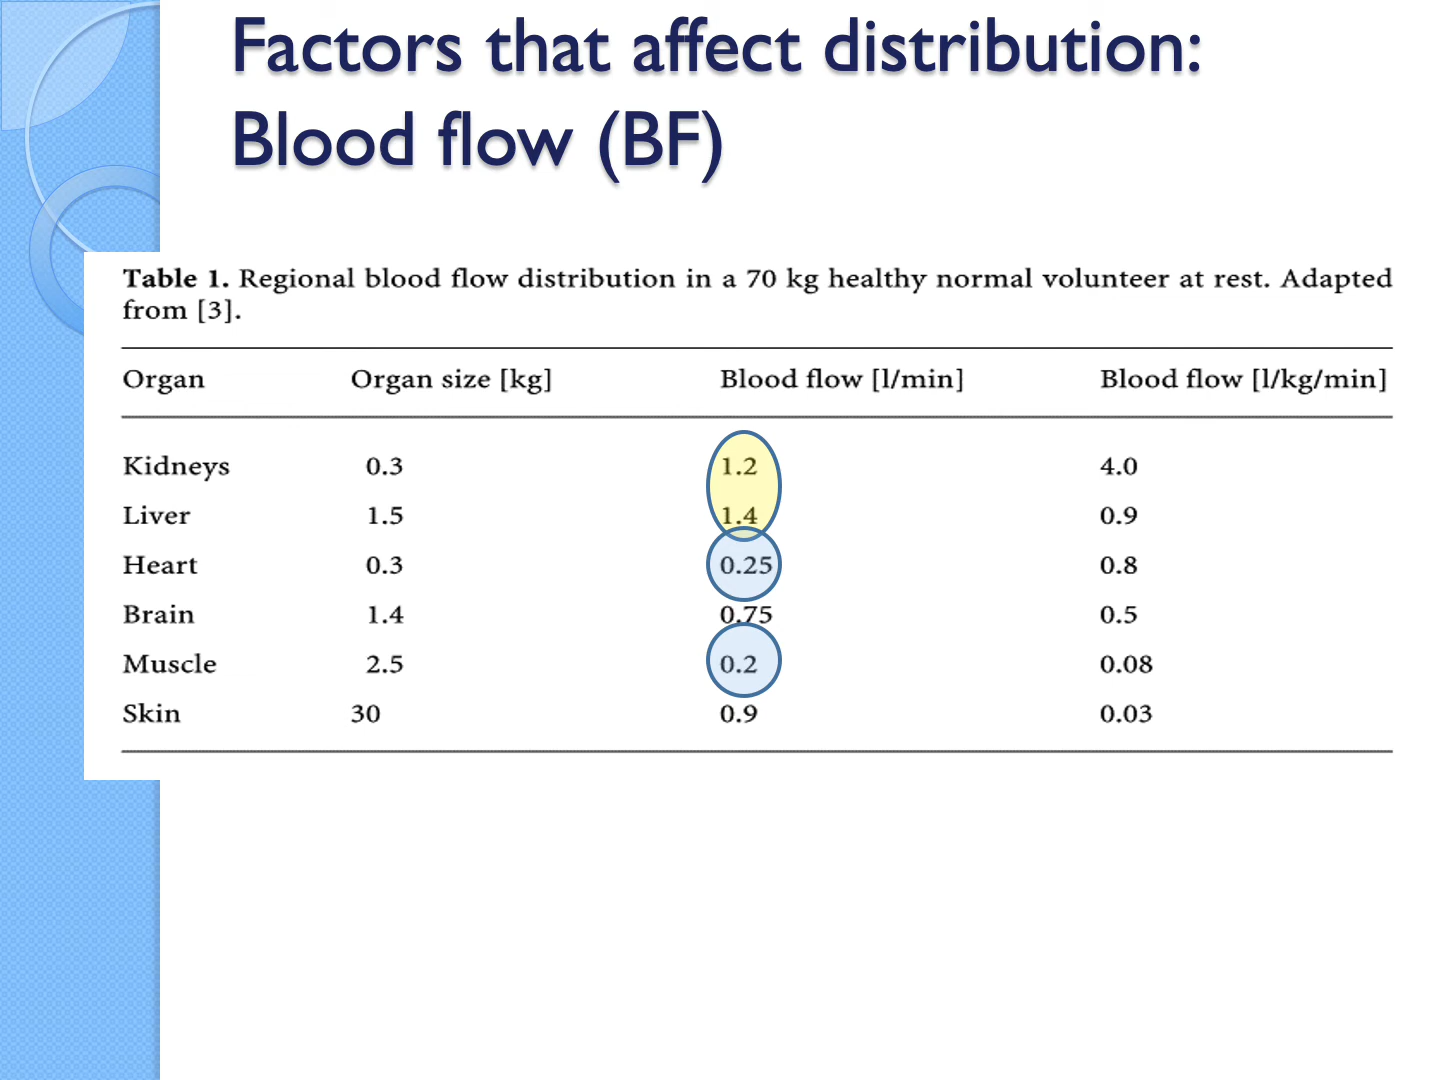 Factors that affect distribution:
Blood flow (BF)
Table 1. Regional blood flow distribution in a 70 kg healthy normal volunteer at rest. Adapted
from [3].
Organ Organ size [kg] Blood flow [l/min] Blood flow [l/kg/min]
Kidneys 0.3 1.2 4.0
Liver 1.5 1.4 0.9
Heart 0.3 0.25 0.8
Brain 1.4 0.75 0.5
Muscle 2.5 0.2 0.08
Skin 30 0.9 0.03